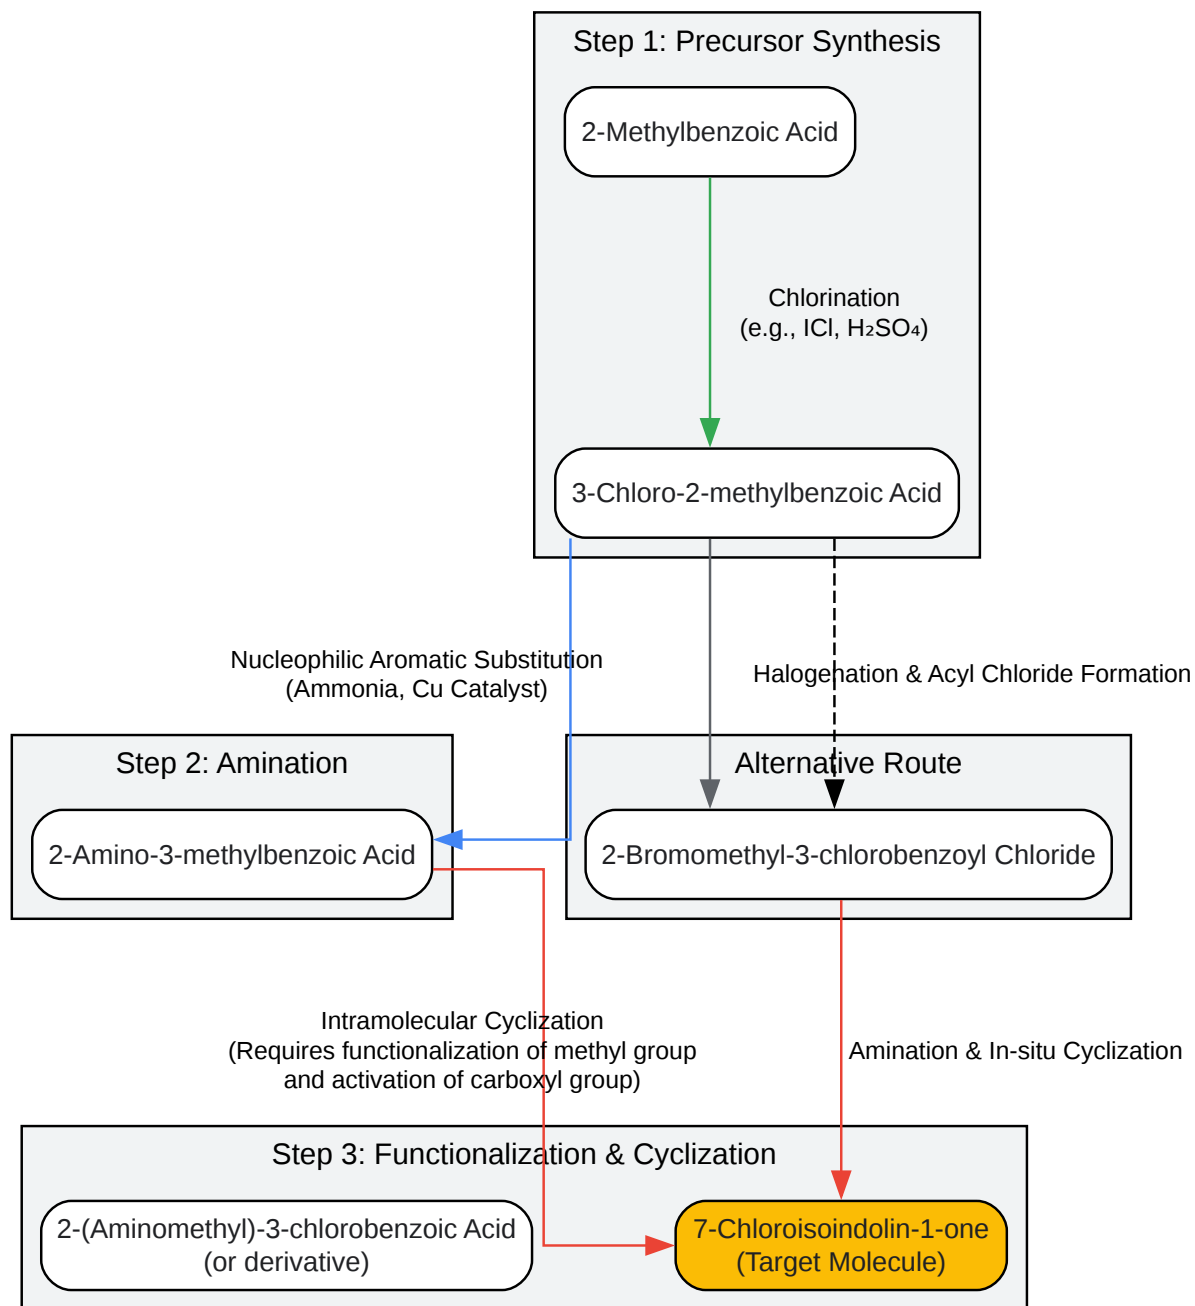 Step 1: Precursor Synthesis
2-Methylbenzoic Acid
Chlorination
(e.g., ICl, H₂SO₄)
3-Chloro-2-methylbenzoic Acid
Nucleophilic Aromatic Substitution
(Ammonia, Cu Catalyst)
Halogenation & Acyl Chloride Formation
Step 2: Amination
2-Amino-3-methylbenzoic Acid
Alternative Route
2-Bromomethyl-3-chlorobenzoyl Chloride
Intramolecular Cyclization
(Requires functionalization of methyl group
and activation of carboxyl group)
Amination & In-situ Cyclization
Step 3: Functionalization & Cyclization
2-(Aminomethyl)-3-chlorobenzoic Acid
(or derivative)
7-Chloroisoindolin-1-one
(Target Molecule)